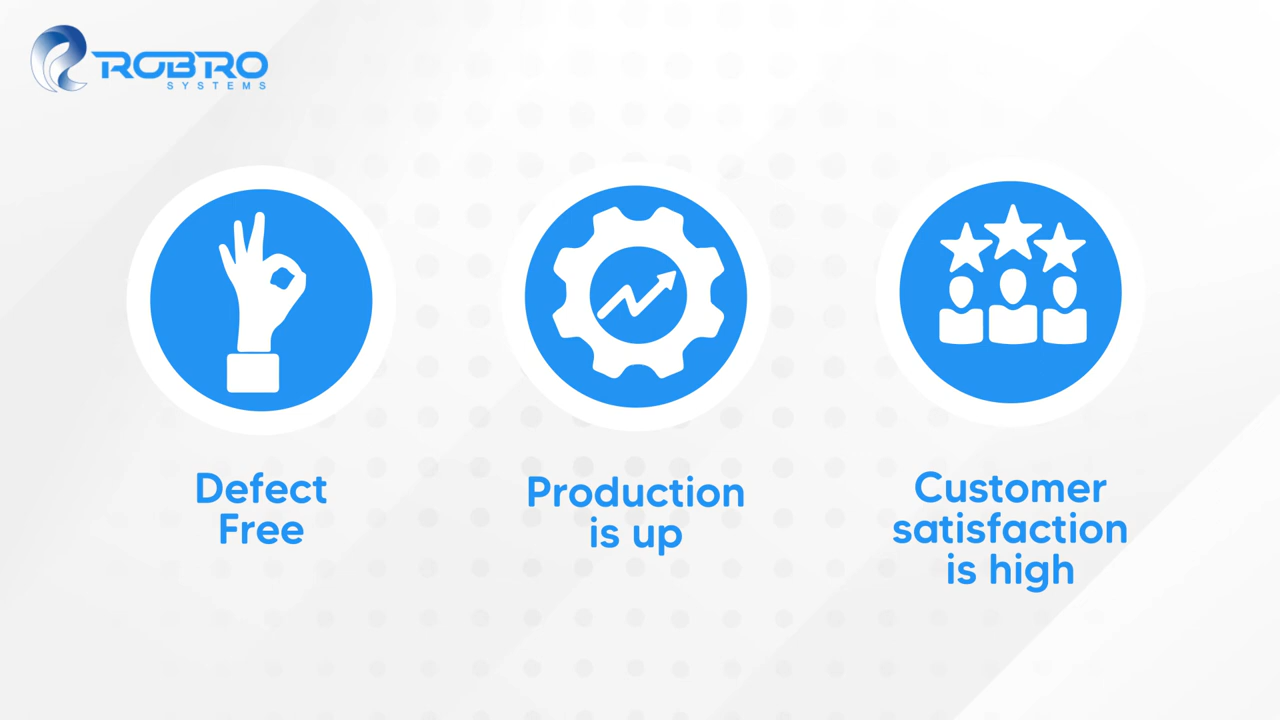 ROBRO
SYSTEMS
Defect
Free
Production
is up
Customer
satisfaction
is high